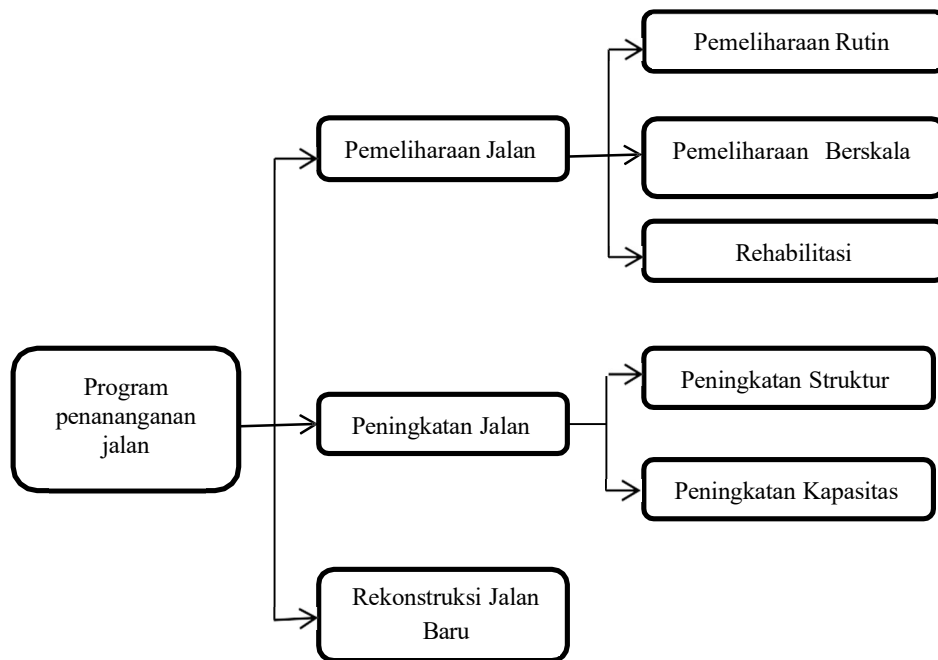 Pemeliharaan Rutin
Pemeliharaan Jalan
Pemeliharaan Berskala
Rehabilitasi
Program
penananganan
jalan
Peningkatan Struktur
Peningkatan Jalan
Peningkatan Kapasitas
Rekonstruksi Jalan
Baru